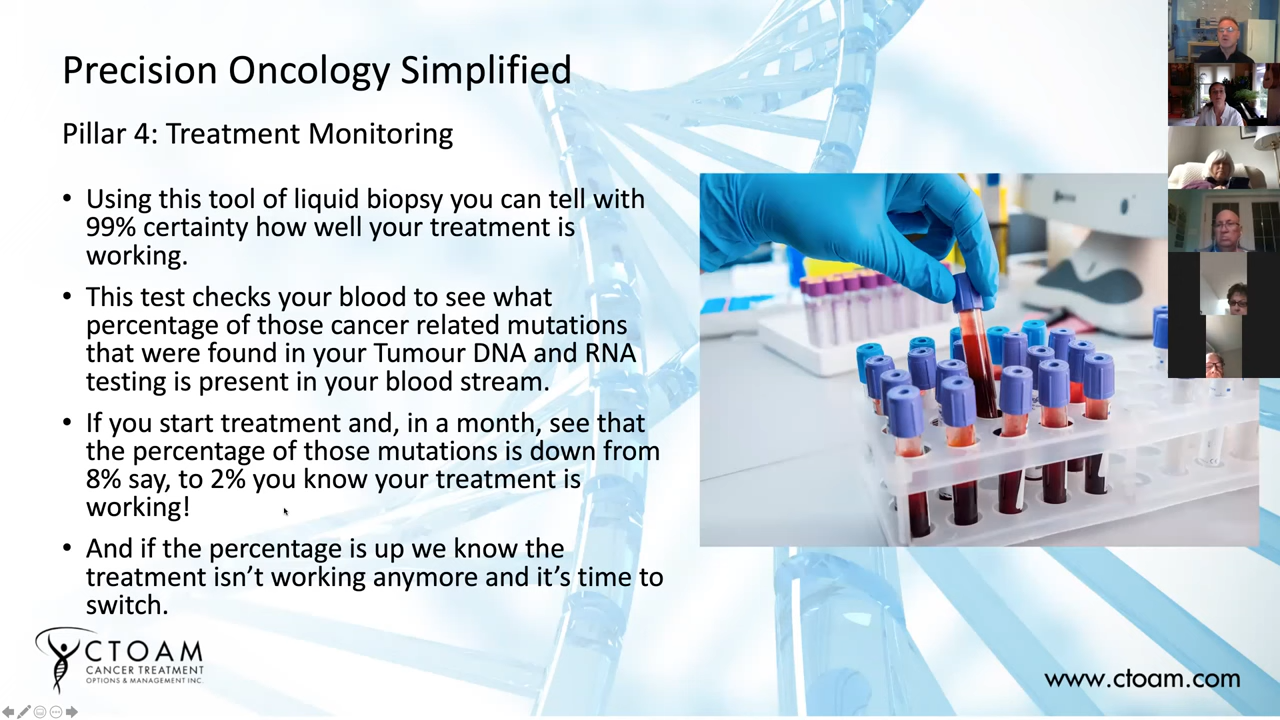 Precision Oncology Simplified
Pillar 4: Treatment Monitoring
• Using this tool of liquid biopsy you can tell with
99% certainty how well your treatment is
working.
• This test checks your blood to see what
percentage of those cancer related mutations
that were found in your Tumour DNA and RNA
testing is present in your blood stream.
• If you start treatment and, in a month, see that
the percentage of those mutations is down from
8% say, to 2% you know your treatment is
working!
• And if the percentage is up we know the
treatment isn’t working anymore and it’s time to
switch.
CTOAM
CANCER TREATMENT
OPTIONS & MANAGEMENT INC.
www.ctoam.com